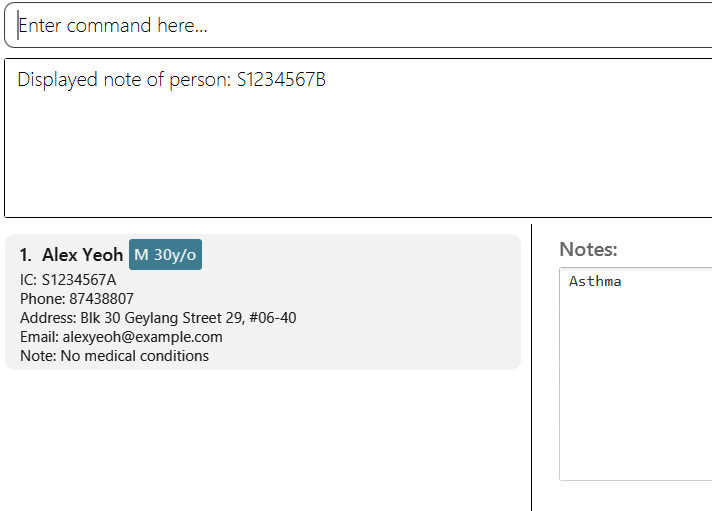 Enter command here...
Displayed note of person: S1234567B
1. Alex Yeoh M 30y/o
IC: S1234567A
Phone: 87438807
Address: Blk 30 Geylang Street 29, #06-40
Email: alexyeoh@example.com
Note: No medical conditions
Notes:
Asthma